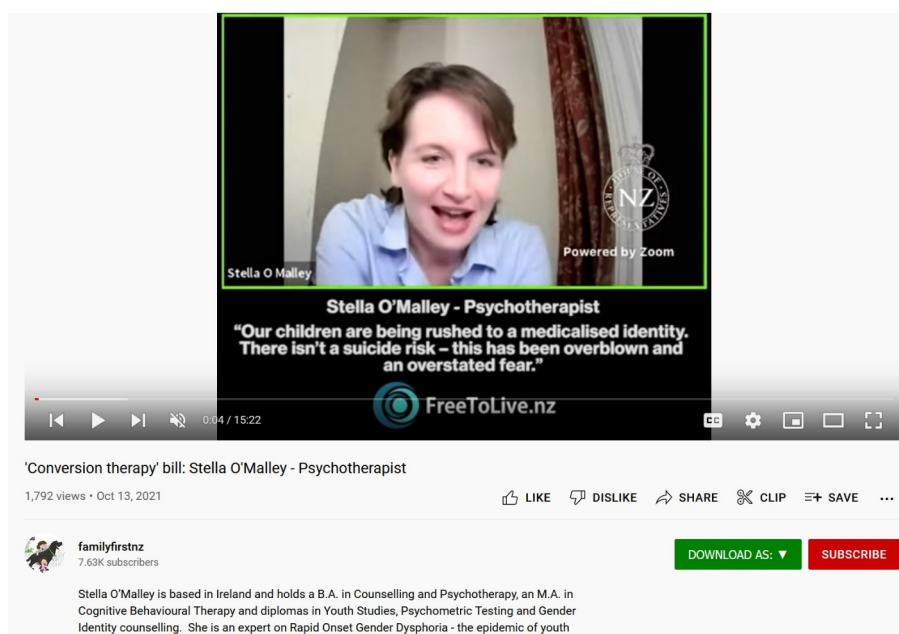 HOUSE OF
REPRESENTATIVES
NZ
Powered by Zoom
Stella O Malley
Stella O'Malley - Psychotherapist
“Our children are being rushed to a medicalised identity.
There isn't a suicide risk – this has been overblown and
an overstated fear.”
FreeToLive.nz
0:04 / 15:22
CC
'Conversion therapy' bill: Stella O'Malley - Psychotherapist
1,792 views • Oct 13, 2021
LIKE DISLIKE SHARE CLIP SAVE ...
familyfirstnz
7.63K subscribers
DOWNLOAD AS: ▼ SUBSCRIBE
Stella O'Malley is based in Ireland and holds a B.A. in Counselling and Psychotherapy, an M.A. in
Cognitive Behavioural Therapy and diplomas in Youth Studies, Psychometric Testing and Gender
Identity counselling. She is an expert on Rapid Onset Gender Dysphoria - the epidemic of youth